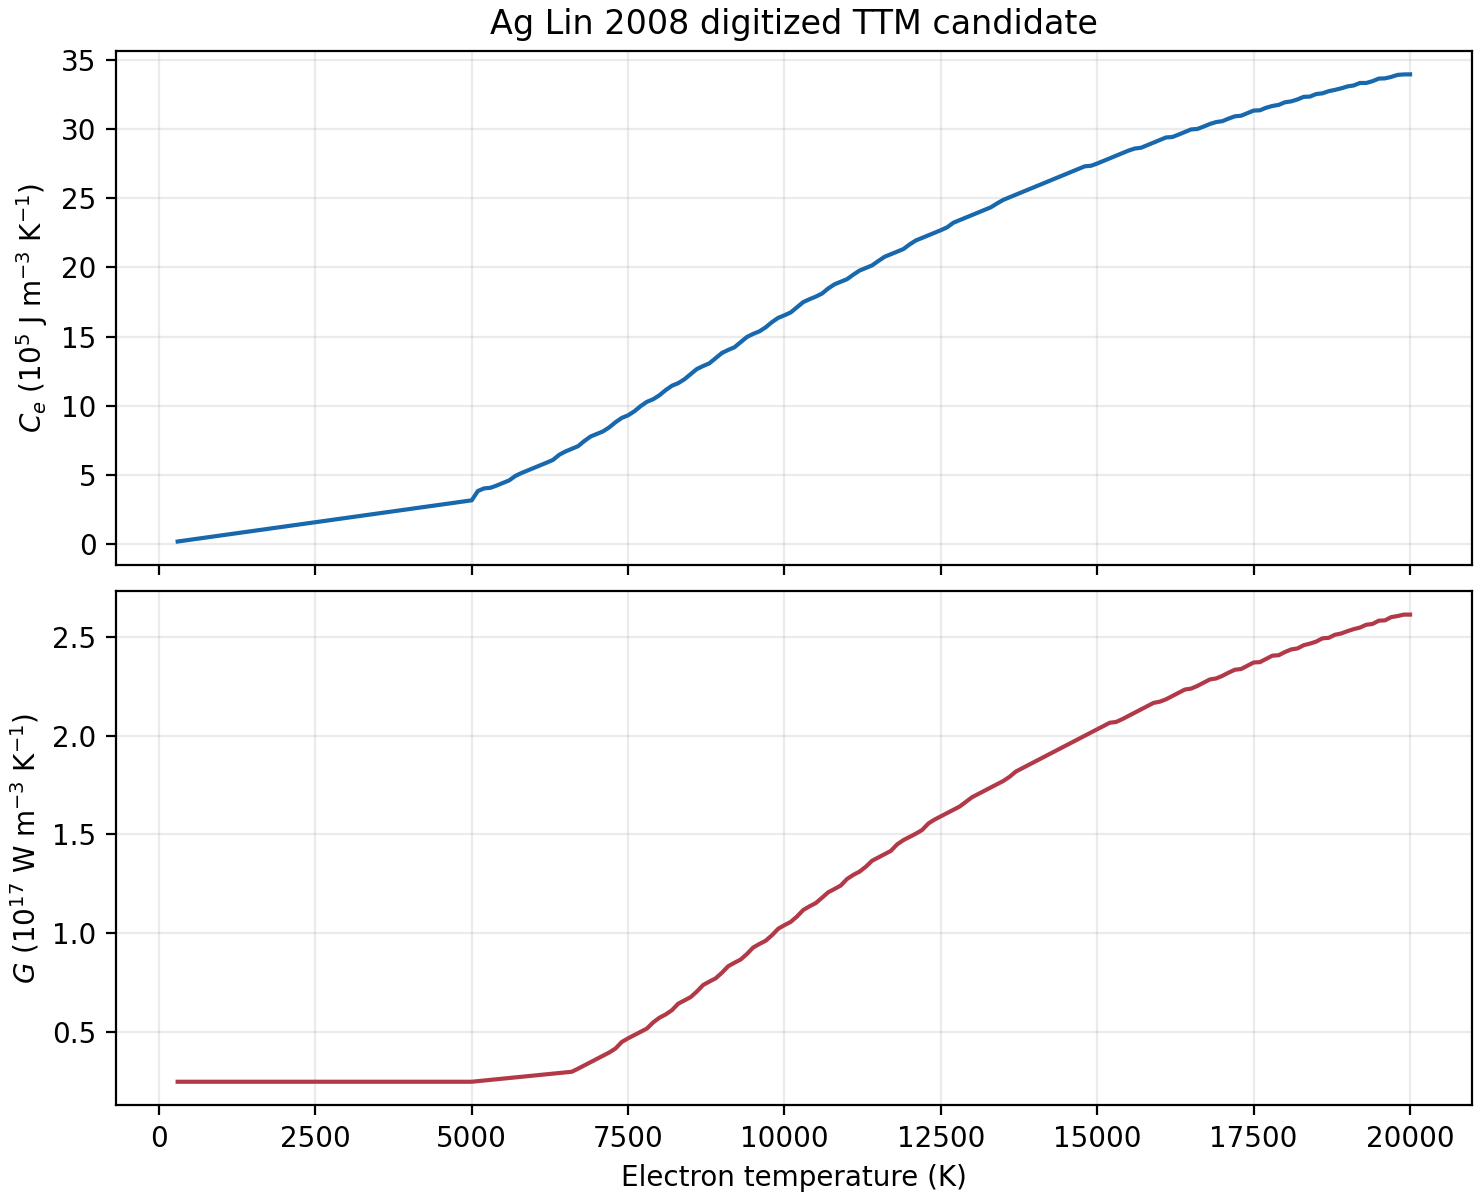 Ag Lin 2008 digitized TTM candidate
35
30
25
20
15
10
5
0
$C_e$ (10$^5$ J m$^{-3}$ K$^{-1}$)
2.5
2.0
1.5
1.0
0.5
$G$ (10$^{17}$ W m$^{-3}$ K$^{-1}$)
0 2500 5000 7500 10000 12500 15000 17500 20000
Electron temperature (K)